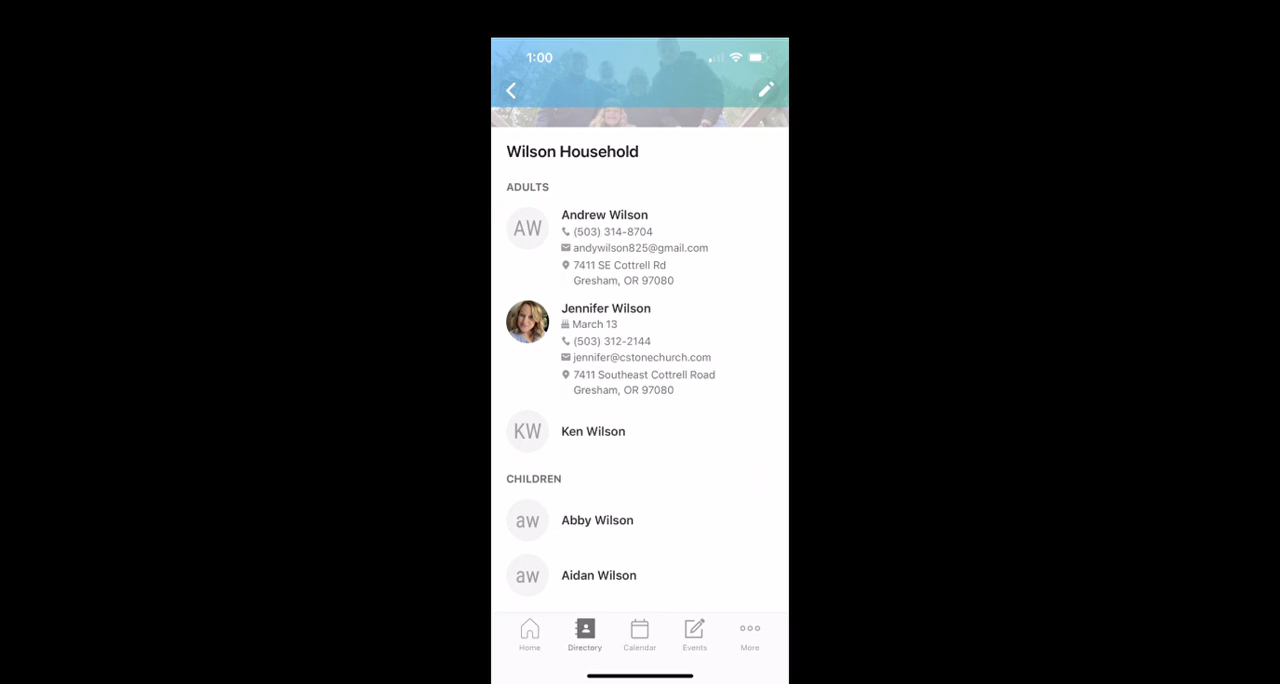 1:00
Wilson Household
ADULTS
AW
Andrew Wilson
(503) 314-8704
andywilson825@gmail.com
7411 SE Cottrell Rd
Gresham, OR 97080
Jennifer Wilson
March 13
(503) 312-2144
jennifer@cstonechurch.com
7411 Southeast Cottrell Road
Gresham, OR 97080
KW
Ken Wilson
CHILDREN
aw
Abby Wilson
aw
Aidan Wilson
Home Directory Calendar Events More